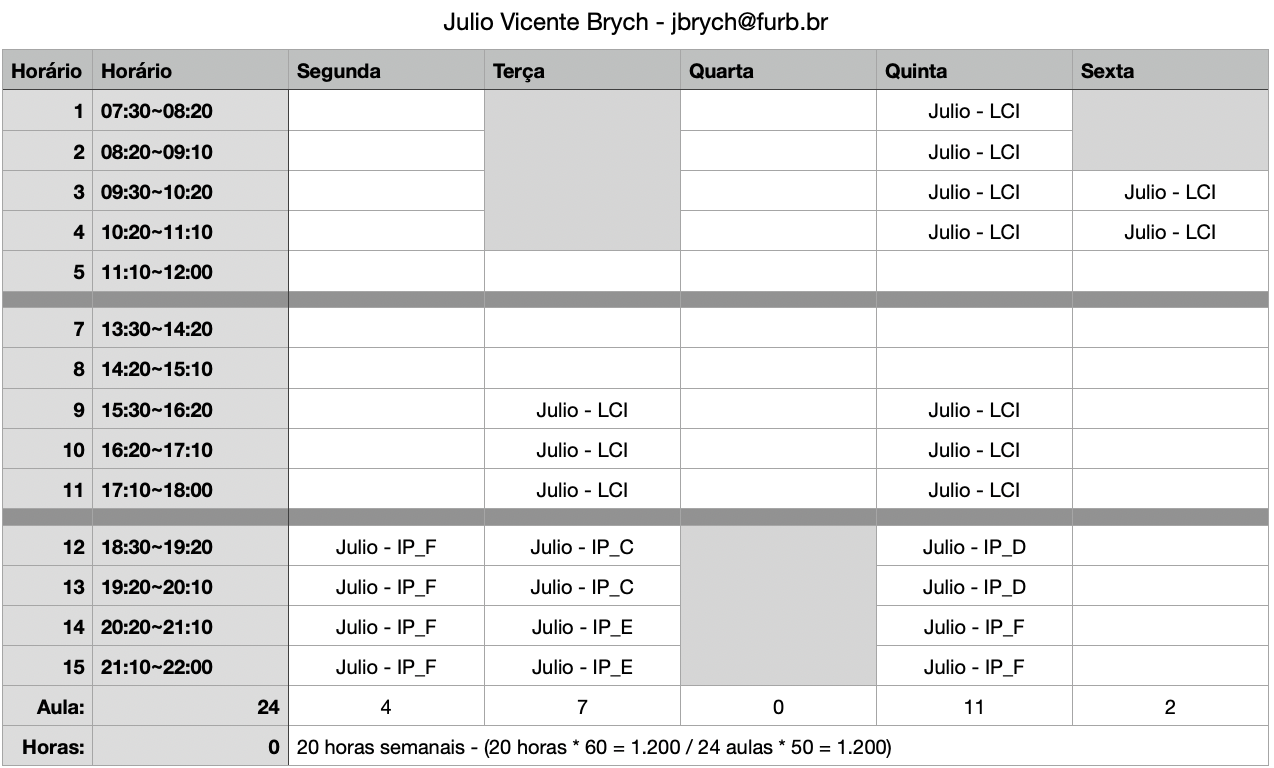 Julio Vicente Brych - jbrych@furb.br
Horário Horário Segunda Terça Quarta Quinta Sexta
1 07:30~08:20 Julio - LCI
2 08:20~09:10 Julio - LCI
3 09:30~10:20 Julio - LCI Julio - LCI
4 10:20~11:10 Julio - LCI Julio - LCI
5 11:10~12:00
7 13:30~14:20
8 14:20~15:10
9 15:30~16:20 Julio - LCI Julio - LCI
10 16:20~17:10 Julio - LCI Julio - LCI
11 17:10~18:00 Julio - LCI Julio - LCI
12 18:30~19:20 Julio - IP_F Julio - IP_C Julio - IP_D
13 19:20~20:10 Julio - IP_F Julio - IP_C Julio - IP_D
14 20:20~21:10 Julio - IP_F Julio - IP_E Julio - IP_F
15 21:10~22:00 Julio - IP_F Julio - IP_E Julio - IP_F
Aula: 24 4 7 0 11 2
Horas: 0 20 horas semanais - (20 horas * 60 = 1.200 / 24 aulas * 50 = 1.200)